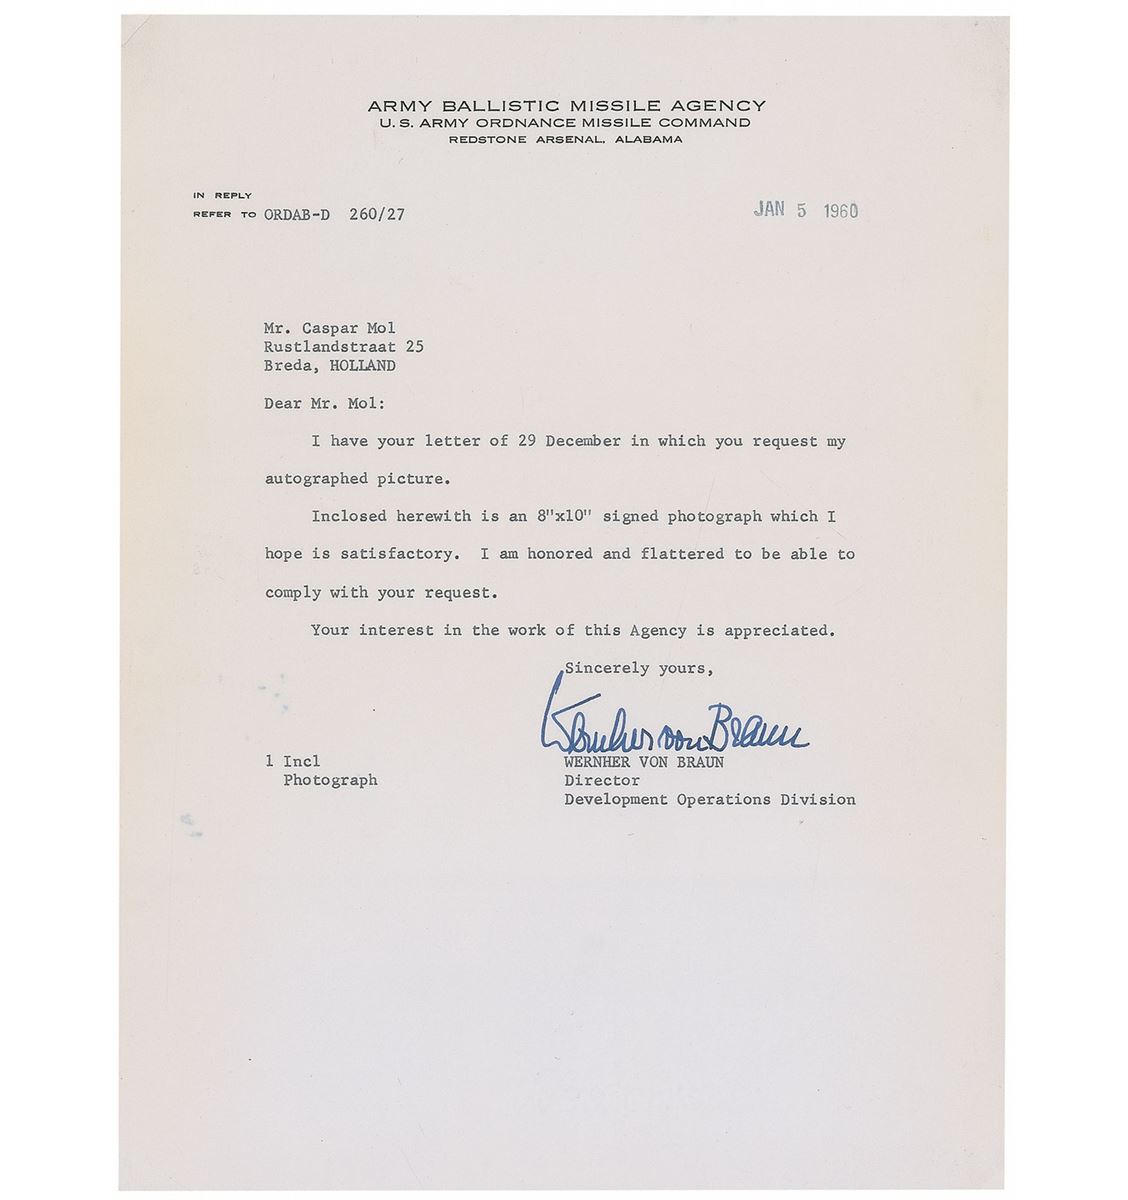 ARMY BALLISTIC MISSILE AGENCY
U. S. ARMY ORDNANCE MISSILE COMMAND
REDSTONE ARSENAL, ALABAMA
IN REPLY
REFER TO ORDAB-D 260/27
JAN 5 1960
Mr. Caspar Mol
Rustlandstraat 25
Breda, HOLLAND
Dear Mr. Mol:
I have your letter of 29 December in which you request my
autographed picture.
Inclosed herewith is an 8"x10" signed photograph which I
hope is satisfactory. I am honored and flattered to be able to
comply with your request.
Your interest in the work of this Agency is appreciated.
Sincerely yours,
Wernher von Braun
WERNHER VON BRAUN
Director
Development Operations Division
1 Incl
Photograph